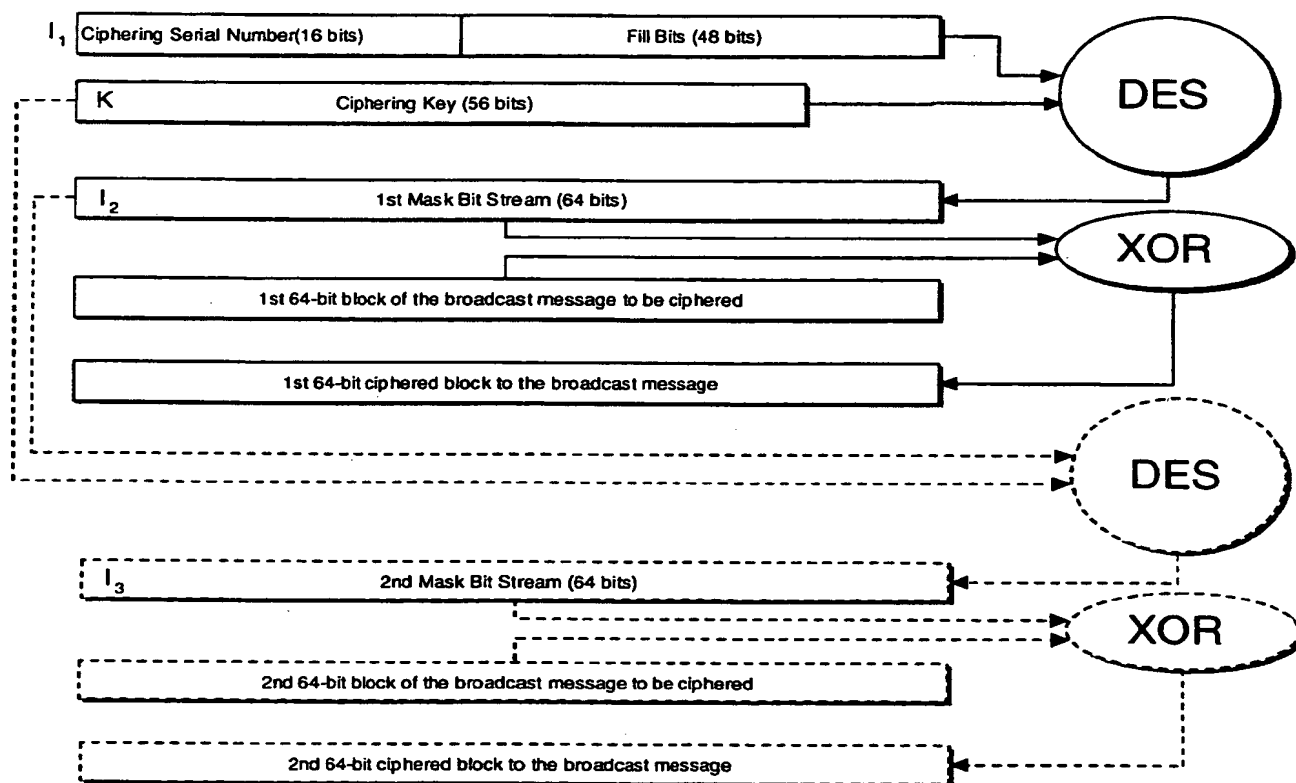 I1 Ciphering Serial Number(16 bits) Fill Bits (48 bits)
DES
K Ciphering Key (56 bits)
I2 1st Mask Bit Stream (64 bits)
XOR
1st 64-bit block of the broadcast message to be ciphered
1st 64-bit ciphered block to the broadcast message
DES
I3 2nd Mask Bit Stream (64 bits)
XOR
2nd 64-bit block of the broadcast message to be ciphered
2nd 64-bit ciphered block to the broadcast message